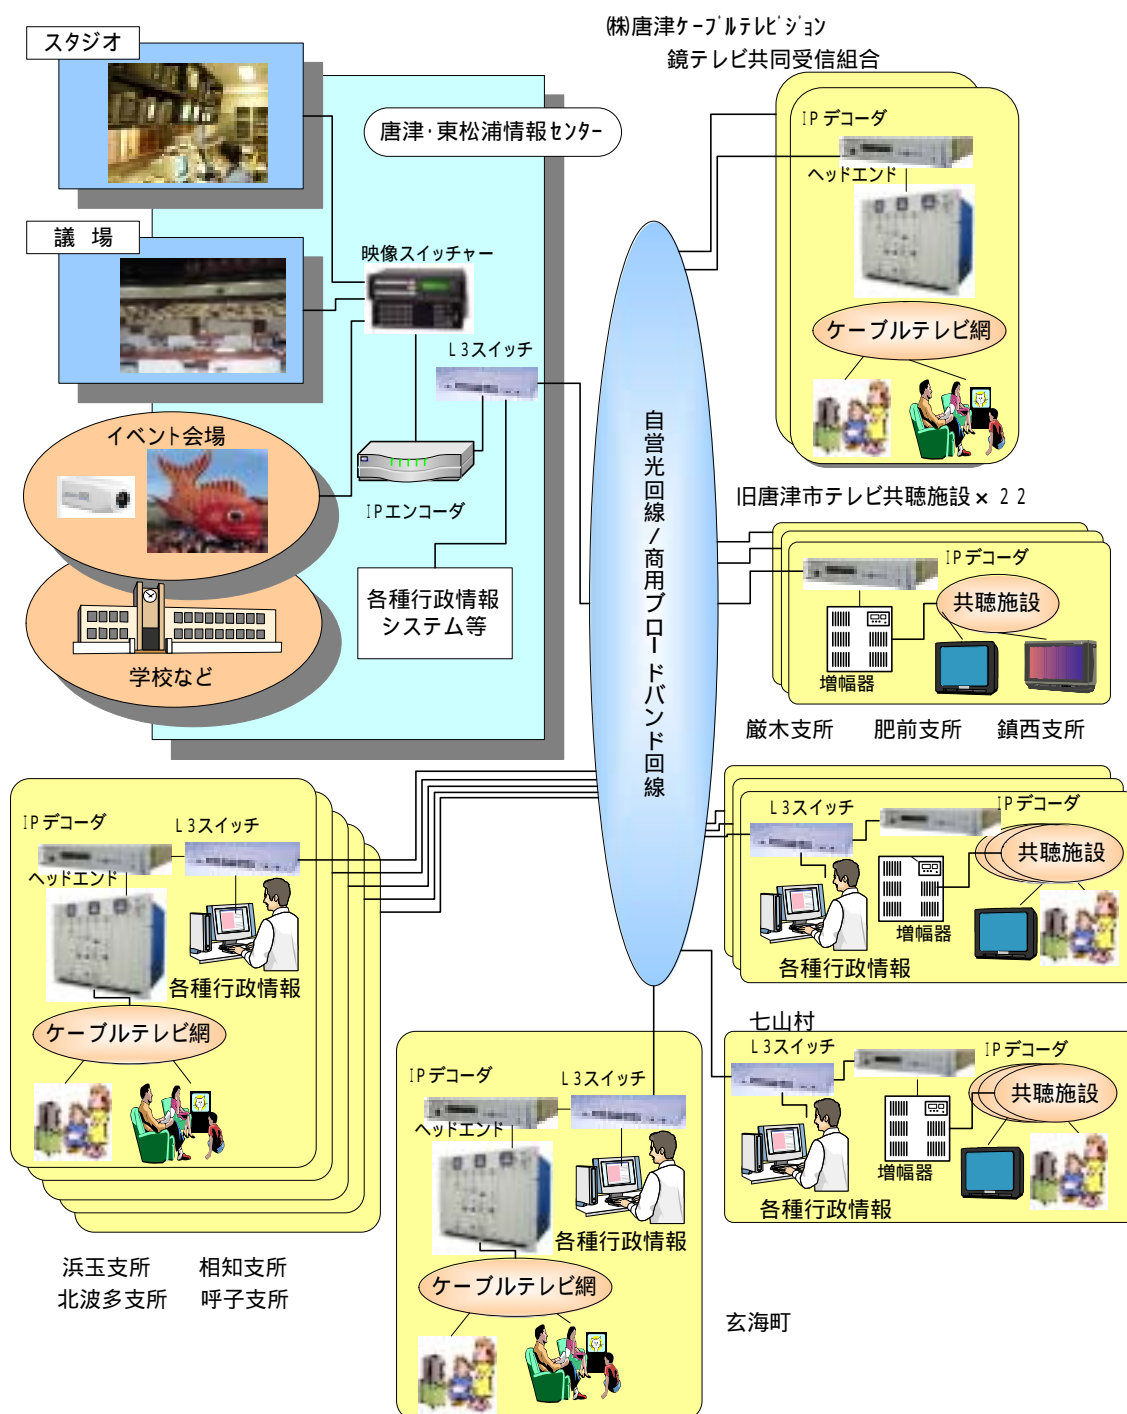 スタジオ
議 場
唐津・東松浦情報センター
映像スイッチャー
L3スイッチ
イベント会場
IPエンコーダ
各種行政情報
システム等
学校など
㈱唐津ケーブルテレビジョン
鏡テレビ共同受信組合
IPデコーダ
ヘッドエンド
ケーブルテレビ網
自営光回線/商用ブロードバンド回線
旧唐津市テレビ共聴施設×22
IPデコーダ
共聴施設
増幅器
厳木支所 肥前支所 鎮西支所
L3スイッチ
IPデコーダ
共聴施設
増幅器
各種行政情報
IPデコーダ
L3スイッチ
ヘッドエンド
各種行政情報
ケーブルテレビ網
浜玉支所 相知支所
北波多支所 呼子支所
IPデコーダ
L3スイッチ
ヘッドエンド
各種行政情報
ケーブルテレビ網
玄海町
七山村
L3スイッチ
IPデコーダ
共聴施設
増幅器
各種行政情報